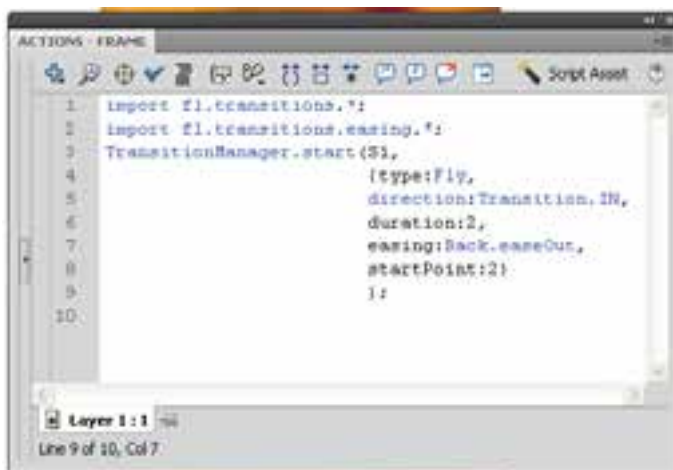 ACTIONS - FRAME
Script Assist
1 import fl.transitions.*;
2 import fl.transitions.easing.*;
3 TransitionManager.start(S1,
4 {type:Fly,
5 direction:Transition.IN,
6 duration:2,
7 easing:Back.easeOut,
8 startPoint:2}
9 );
10
Layer 1 : 1
Line 9 of 10, Col 7